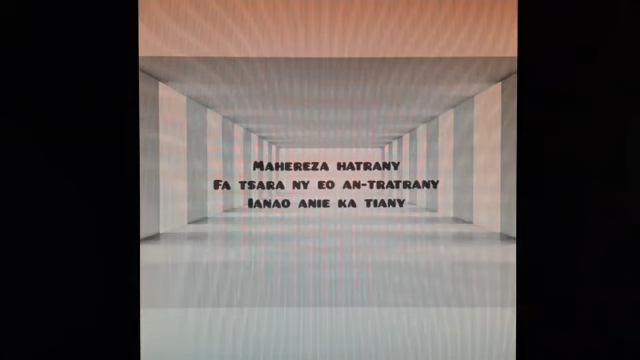 Mahereza hatrany
Fa tsara ny eo an-tratrany
Ianao anie ka tiany